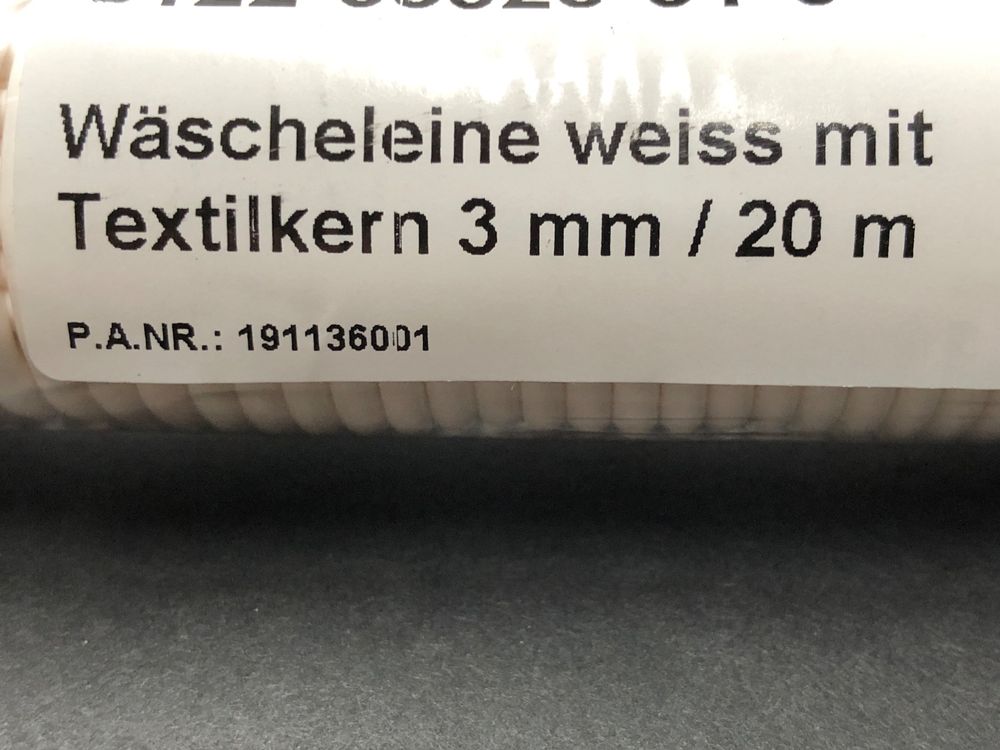 Wäscheleine weiss mit
Textilkern 3 mm / 20 m
P.A.NR.: 191136001